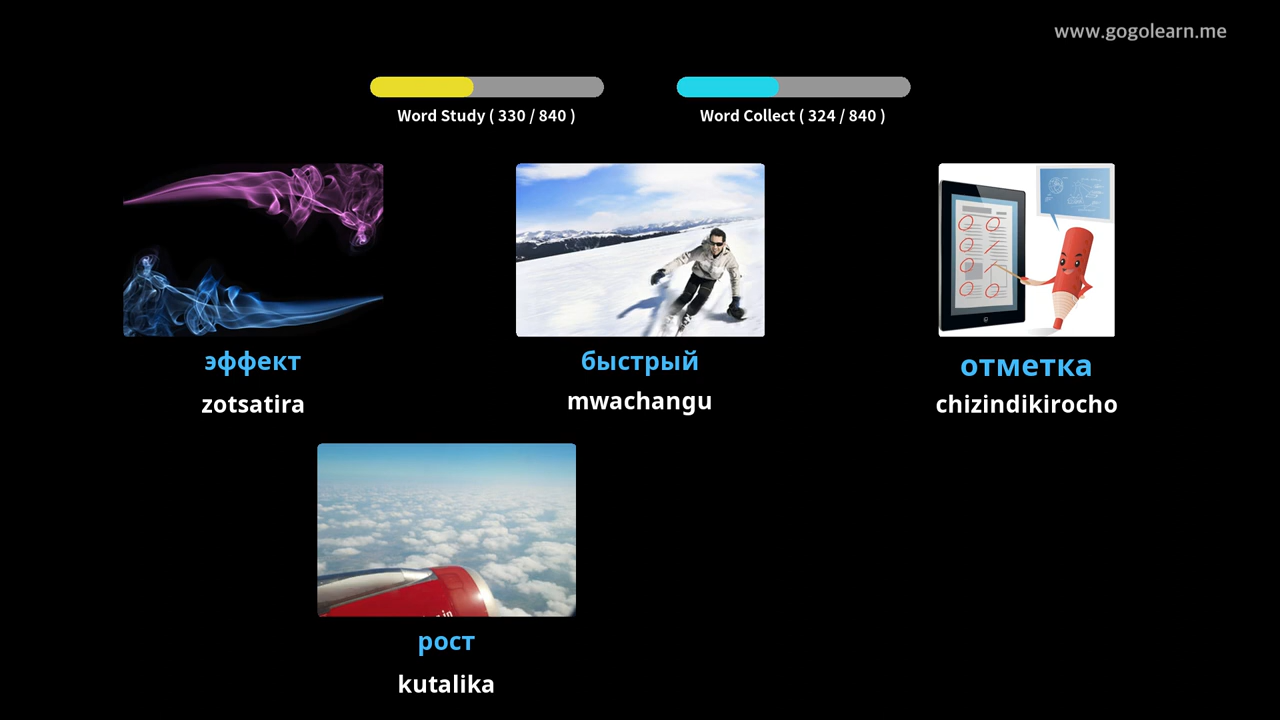 www.gogolearn.me
Word Study ( 330 / 840 )
Word Collect ( 324 / 840 )
эффект
zotsatira
быстрый
mwachangu
отметка
chizindikirocho
рост
kutalika